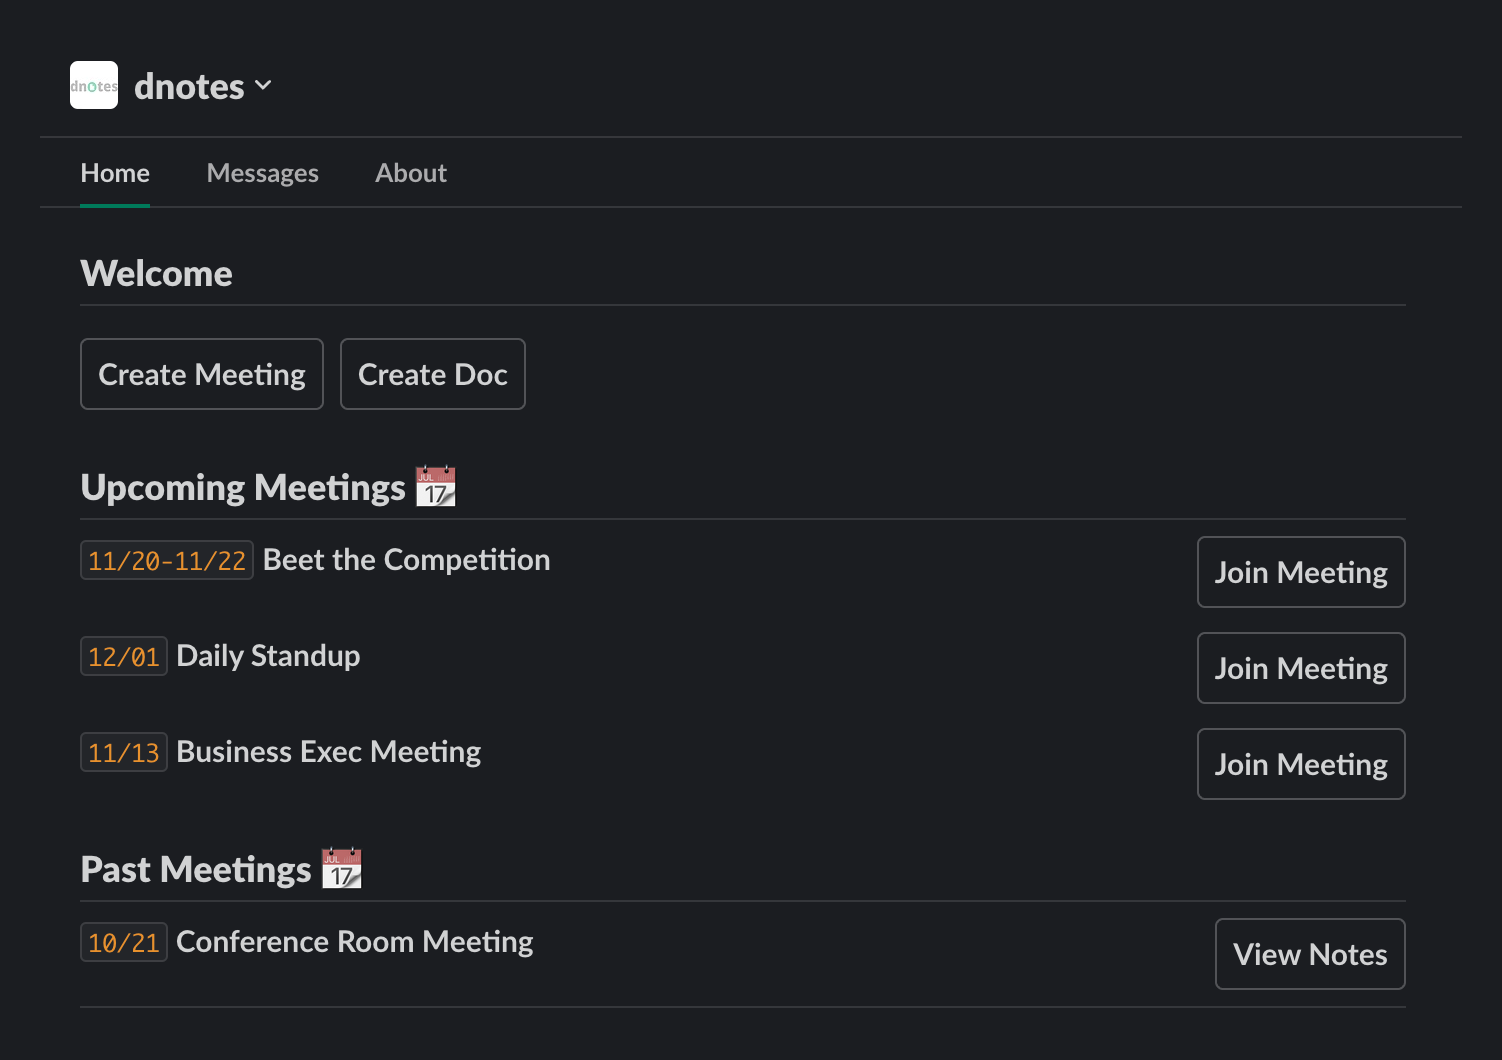 dnotes
dnotes
Home Messages About
Welcome
Create Meeting Create Doc
Upcoming Meetings
JUL
17
11/20-11/22 Beet the Competition
Join Meeting
12/01 Daily Standup
Join Meeting
11/13 Business Exec Meeting
Join Meeting
Past Meetings
JUL
17
10/21 Conference Room Meeting
View Notes